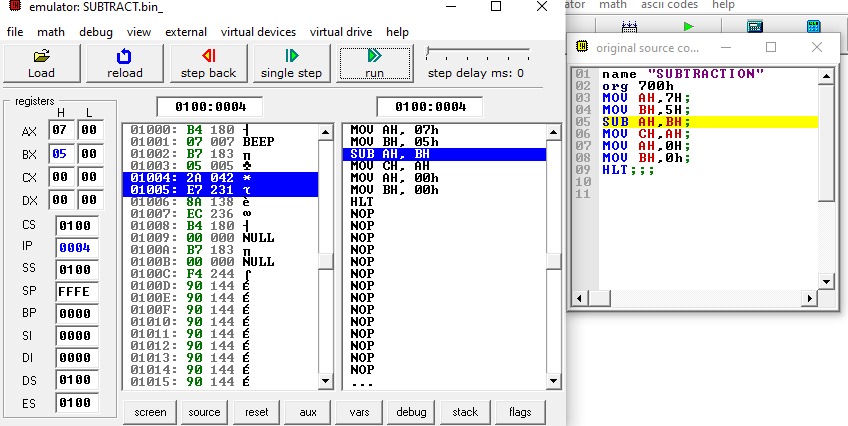 emulator: SUBTRACT.bin_
file math debug view external virtual devices virtual drive help
Load reload step back single step run step delay ms: 0
registers
H L
AX 07 00
BX 05 00
CX 00 00
DX 00 00
CS 0100
IP 0004
SS 0100
SP FFFE
BP 0000
SI 0000
DI 0000
DS 0100
ES 0100
0100:0004
01000: B4 180 ┤
01001: 07 007 BEEP
01002: B7 183 π
01003: 05 005 ♣
01004: 2A 042 *
01005: E7 231 τ
01006: 8A 138 è
01007: EC 236 ∞
01008: B4 180 ┤
01009: 00 000 NULL
0100A: B7 183 π
0100B: 00 000 NULL
0100C: F4 244 ⌠
0100D: 90 144 É
0100E: 90 144 É
0100F: 90 144 É
01010: 90 144 É
01011: 90 144 É
01012: 90 144 É
01013: 90 144 É
01014: 90 144 É
01015: 90 144 É
0100:0004
MOV AH, 07h
MOV BH, 05h
SUB AH, BH
MOV CH, AH
MOV AH, 00h
MOV BH, 00h
HLT
NOP
NOP
NOP
NOP
NOP
NOP
NOP
NOP
NOP
NOP
NOP
NOP
NOP
NOP
...
screen source reset aux vars debug stack flags
ator math ascii codes help
original source co...
01 name "SUBTRACTION"
02 org 700h
03 MOV AH,7H;
04 MOV BH,5H;
05 SUB AH,BH;
06 MOV CH,AH;
07 MOV AH,0H;
08 MOV BH,0h;
09 HLT;;;
10
11